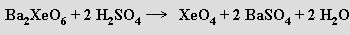 Ba₂XeO₆ + 2 H₂SO₄ ⟶ XeO₄ + 2 BaSO₄ + 2 H₂O